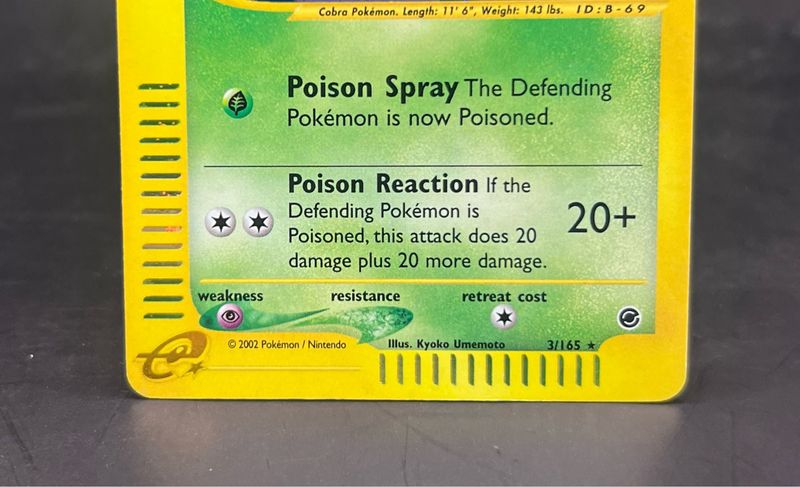 Cobra Pokémon. Length: 11' 6", Weight: 143 lbs. ID: B-69
Poison Spray The Defending
Pokémon is now Poisoned.
Poison Reaction If the
Defending Pokémon is
Poisoned, this attack does 20
damage plus 20 more damage.
20+
weakness resistance retreat cost
© 2002 Pokémon / Nintendo Illus. Kyoko Umemoto 3/165 ★
e